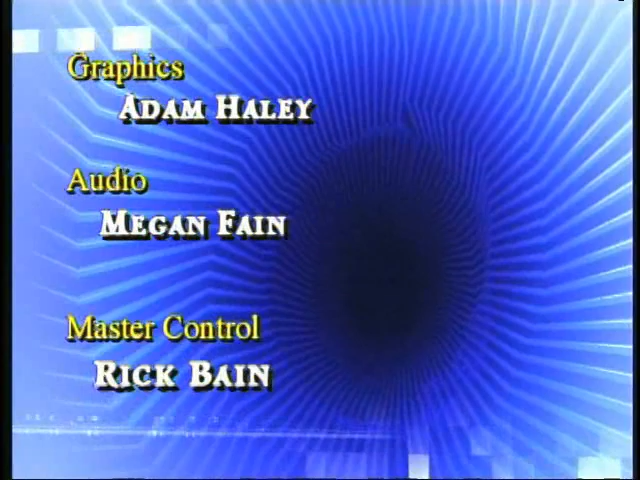 Graphics
ADAM HALEY
Audio
MEGAN FAIN
Master Control
RICK BAIN